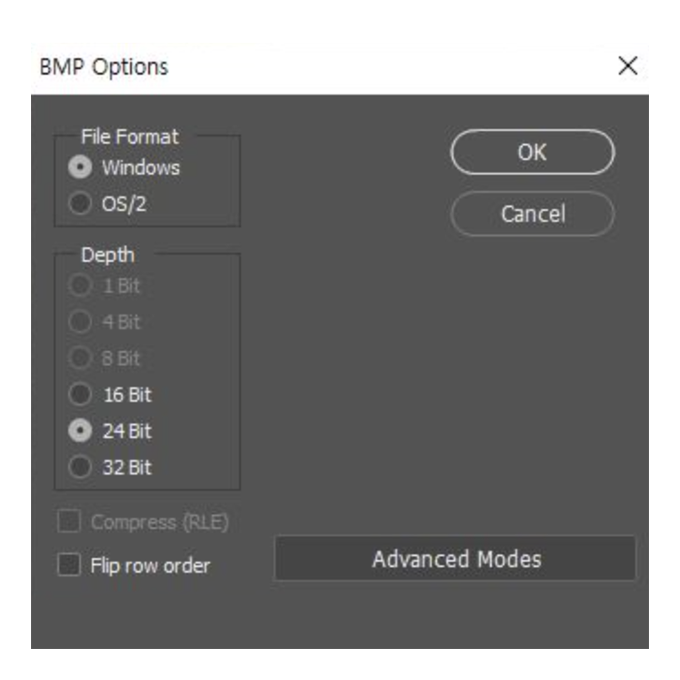 BMP Options
File Format
Windows
OS/2
OK
Cancel
Depth
1 Bit
4 Bit
8 Bit
16 Bit
24 Bit
32 Bit
Compress (RLE)
Flip row order
Advanced Modes